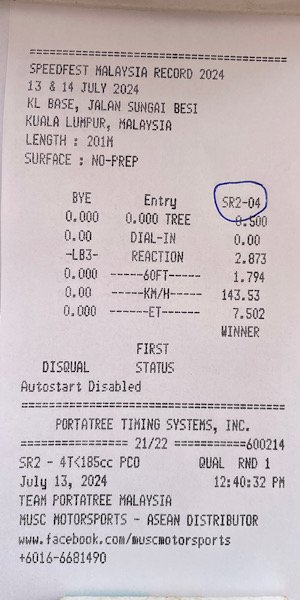 ================================
SPEEDFEST MALAYSIA RECORD 2024
13 & 14 JULY 2024
KL BASE, JALAN SUNGAI BESI
KUALA LUMPUR, MALAYSIA
LENGTH : 201M
SURFACE : NO-PREP
BYE Entry SR2-04
0.000 0.000 TREE 0.500
0.00 DIAL-IN 0.00
-LB3- REACTION 2.873
0.000 ------60FT----- 1.794
0.00 ------KM/H----- 143.53
0.000 -------ET------ 7.502
WINNER
FIRST
DISQUAL STATUS
Autostart Disabled
================================
PORTATREE TIMING SYSTEMS, INC.
=============== 21/22 ===========600214
SR2 - 4T<185cc PCO QUAL RND 1
July 13, 2024 12:40:32 PM
TEAM PORTATREE MALAYSIA
MUSC MOTORSPORTS - ASEAN DISTRIBUTOR
www.facebook.com/muscmotorsports
+6016-6681490